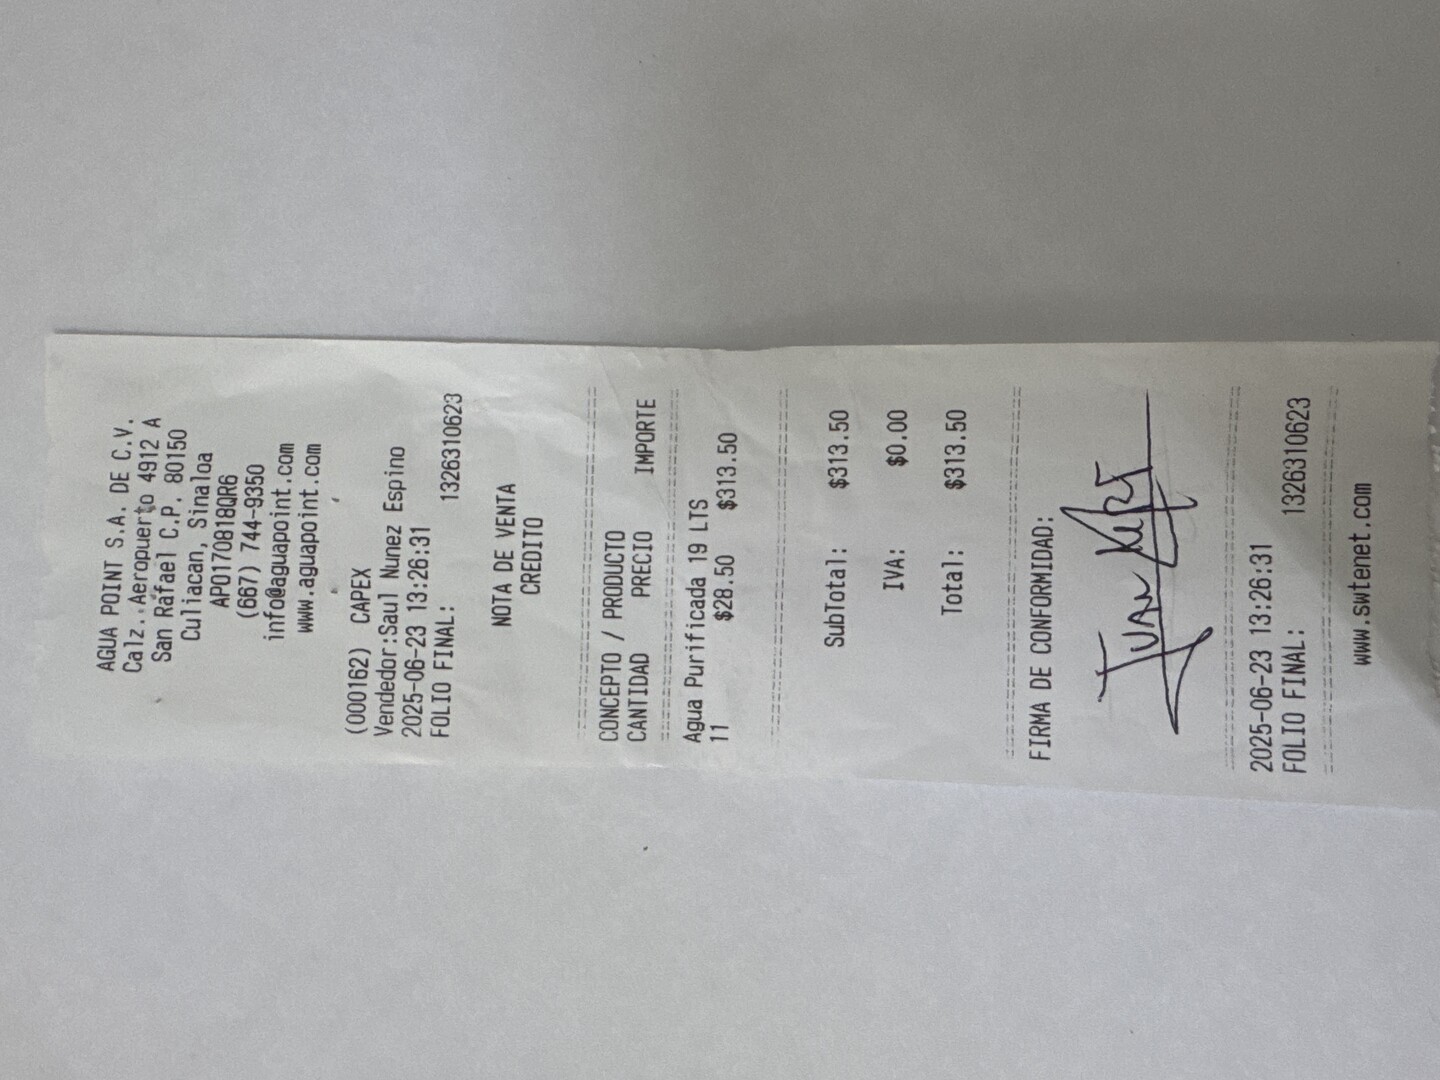 AGUA POINT S.A. DE C.V.
Calz. Aeropuerto 4912 A
San Rafael C.P. 80150
Culiacan, Sinaloa
APO170818QR6
(667) 744-9350
info@aguapoint.com
www.aguapoint.com
(000162) CAPEX
Vendedor:Saul Nunez Espino
2025-06-23 13:26:31
FOLIO FINAL: 1326310623
NOTA DE VENTA
CREDITO
CONCEPTO / PRODUCTO
CANTIDAD PRECIO IMPORTE
Agua Purificada 19 LTS
11 $28.50 $313.50
SubTotal: $313.50
IVA: $0.00
Total: $313.50
FIRMA DE CONFORMIDAD:
Ivan
2025-06-23 13:26:31
FOLIO FINAL: 1326310623
www.swtenet.com